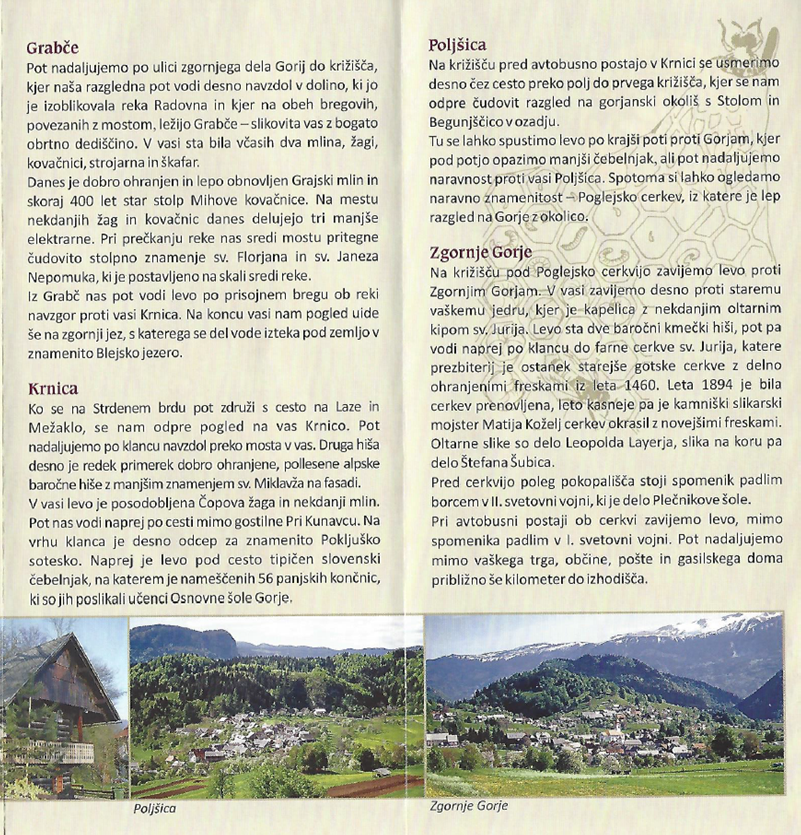 Grabče
Pot nadaljujemo po ulici zgornjega dela Gorij do križišča,
kjer naša razgledna pot vodi desno navzdol v dolino, ki jo
je izoblikovala reka Radovna in kjer na obeh bregovih,
povezanih z mostom, ležijo Grabče – slikovita vas z bogato
obrtno dediščino. V vasi sta bila včasih dva mlina, žagi,
kovačnici, strojarna in škafar.
Danes je dobro ohranjen in lepo obnovljen Grajski mlin in
skoraj 400 let star stolp Mihove kovačnice. Na mestu
nekdanjih žag in kovačnic danes delujejo tri manjše
elektrarne. Pri prečkanju reke nas sredi mostu pritegne
čudovito stolpno znamenje sv. Florjana in sv. Janeza
Nepomuka, ki je postavljeno na skali sredi reke.
Iz Grabč nas pot vodi levo po prisojnem bregu ob reki
navzgor proti vasi Krnica. Na koncu vasi nam pogled uide
še na zgornji jez, s katerega se del vode izteka pod zemljo v
znamenito Blejsko jezero.
Krnica
Ko se na Strdenem brdu pot združi s cesto na Laze in
Mežaklo, se nam odpre pogled na vas Krnico. Pot
nadaljujemo po klancu navzdol preko mosta v vas. Druga hiša
desno je redek primerek dobro ohranjene, pollesene alpske
baročne hiše z manjšim znamenjem sv. Miklavža na fasadi.
V vasi levo je posodobljena Čopova žaga in nekdanji mlin.
Pot nas vodi naprej po cesti mimo gostilne Pri Kunavcu. Na
vrhu klanca je desno odcep za znamenito Pokljuško
sotesko. Naprej je levo pod cesto tipičen slovenski
čebelnjak, na katerem je nameščenih 56 panjskih končnic,
ki so jih poslikali učenci Osnovne šole Gorje.
Poljšica
Na križišču pred avtobusno postajo v Krnici se usmerimo
desno čez cesto preko polj do prvega križišča, kjer se nam
odpre čudovit razgled na gorjanski okoliš s Stolom in
Begunjščico v ozadju.
Tu se lahko spustimo levo po krajši poti proti Gorjam, kjer
pod potjo opazimo manjši čebelnjak, ali pot nadaljujemo
naravnost proti vasi Poljšica. Spotoma si lahko ogledamo
naravno znamenitost – Poglejsko cerkev, iz katere je lep
razgled na Gorje z okolico.
Zgornje Gorje
Na križišču pod Poglejsko cerkvijo zavijemo levo proti
Zgornjim Gorjam. V vasi zavijemo desno proti staremu
vaškemu jedru, kjer je kapelica z nekdanjim oltarnim
kipom sv. Jurija. Levo sta dve baročni kmečki hiši, pot pa
vodi naprej po klancu do farne cerkve sv. Jurija, katere
prezbiterij je ostanek starejše gotske cerkve z delno
ohranjenimi freskami iz leta 1460. Leta 1894 je bila
cerkev prenovljena, leto kasneje pa je kamniški slikarski
mojster Matija Koželj cerkev okrasil z novejšimi freskami.
Oltarne slike so delo Leopolda Layerja, slika na koru pa
delo Štefana Šubica.
Pred cerkvijo poleg pokopališča stoji spomenik padlim
borcem v II. svetovni vojni, ki je delo Plečnikove šole.
Pri avtobusni postaji ob cerkvi zavijemo levo, mimo
spomenika padlim v I. svetovni vojni. Pot nadaljujemo
mimo vaškega trga, občine, pošte in gasilskega doma
približno še kilometer do izhodišča.
Poljšica
Zgornje Gorje